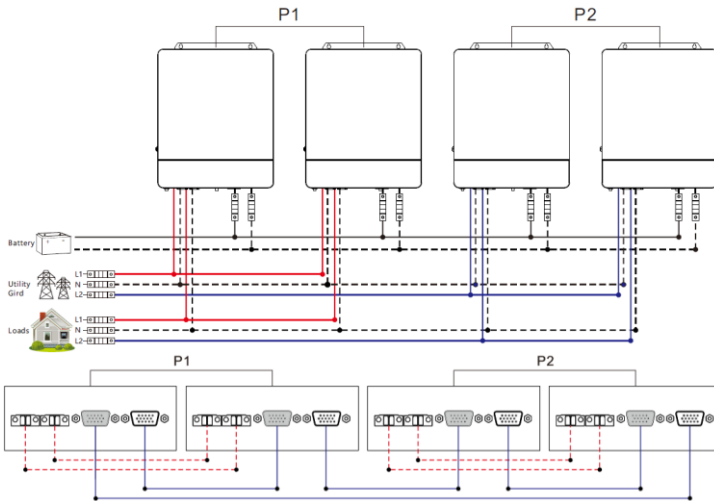 P1 P2
Battery
L1
Utility N
Gird L2
L1
Loads N
L2
P1 P2